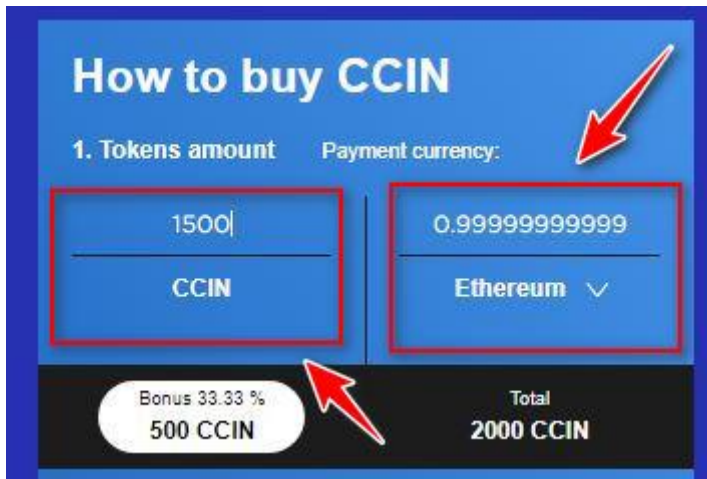 How to buy CCIN
1. Tokens amount Payment currency:
1500 0.99999999999
CCIN Ethereum
Bonus 33.33 % Total
500 CCIN 2000 CCIN